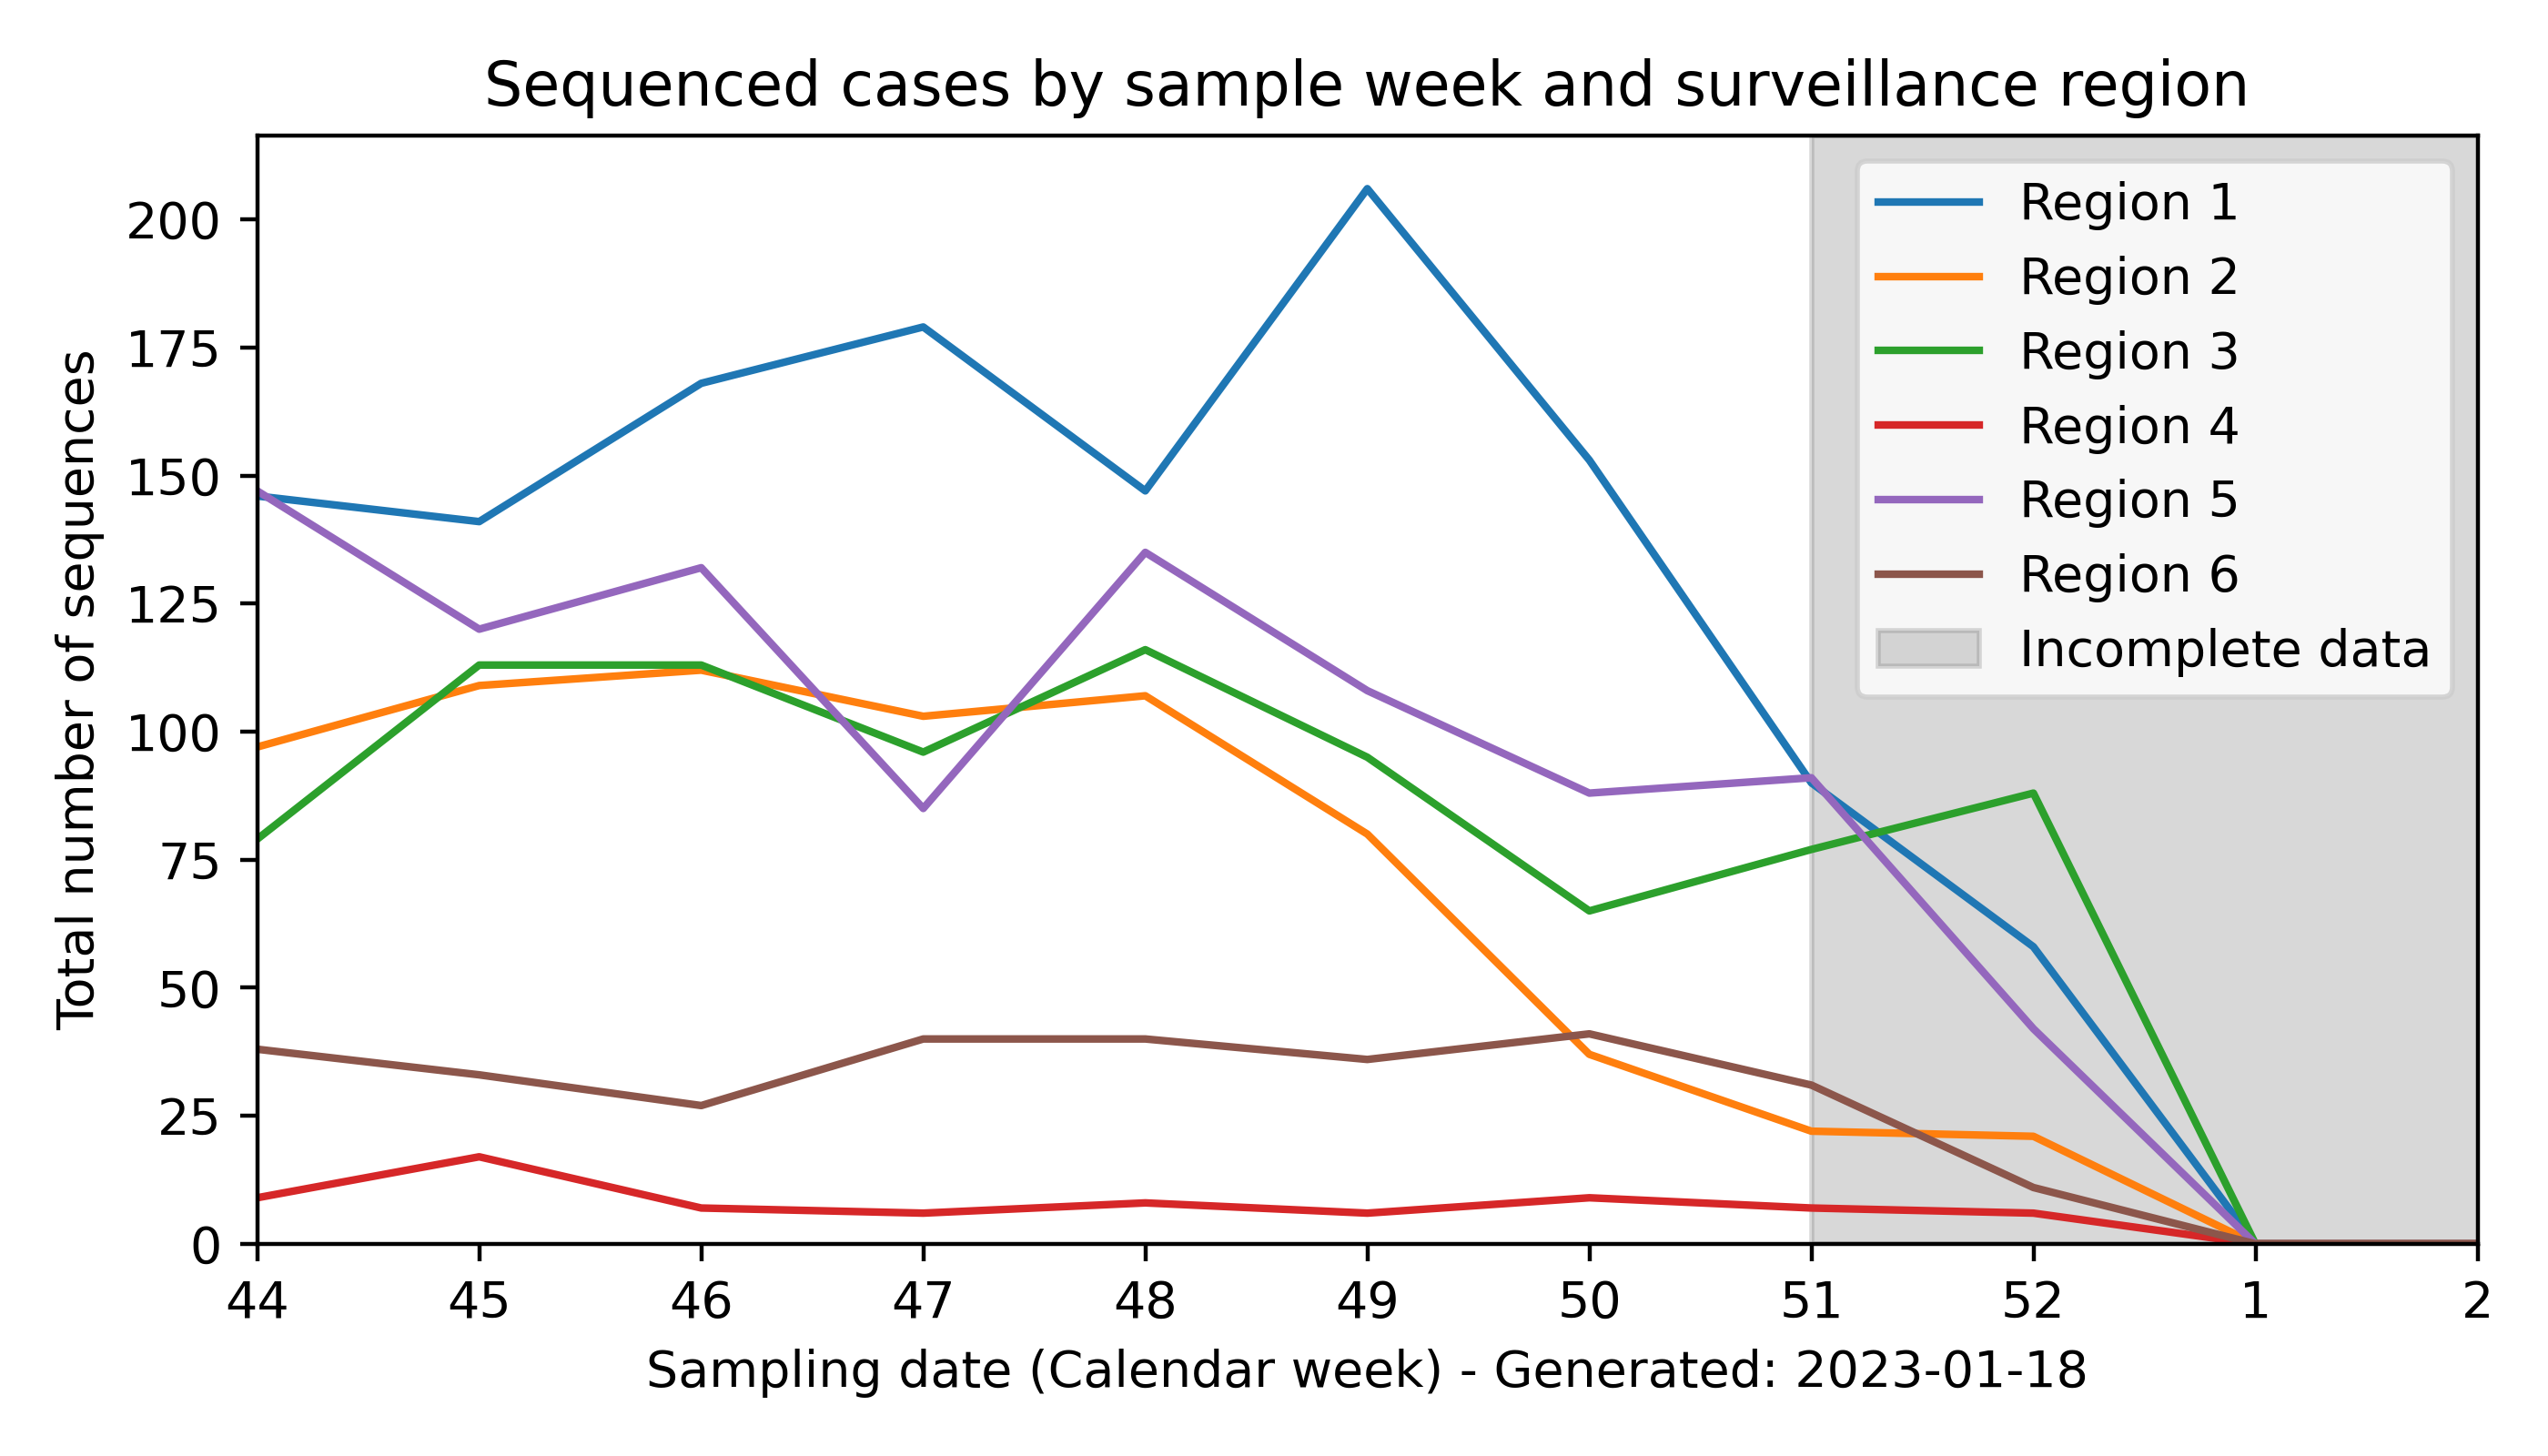 Sequenced cases by sample week and surveillance region
Total number of sequences
200
175
150
125
100
75
50
25
0
Region 1
Region 2
Region 3
Region 4
Region 5
Region 6
Incomplete data
44 45 46 47 48 49 50 51 52 1 2
Sampling date (Calendar week) - Generated: 2023-01-18